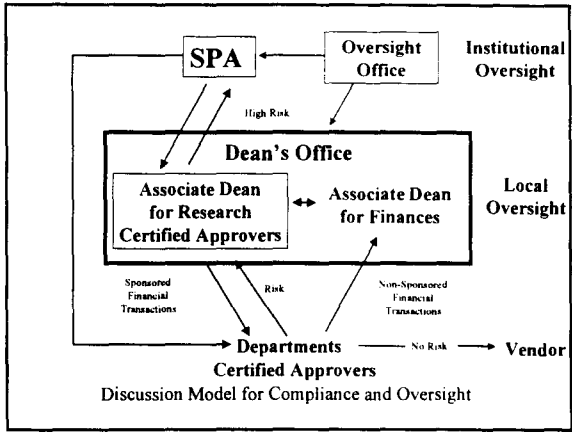 SPA
Oversight
Office
Institutional
Oversight
High Risk
Dean's Office
Associate Dean
for Research
Certified Approvers
Associate Dean
for Finances
Local
Oversight
Sponsored
Financial
Transactions
Risk
Non-Sponsored
Financial
Transactions
Departments
Certified Approvers
No Risk
Vendor
Discussion Model for Compliance and Oversight